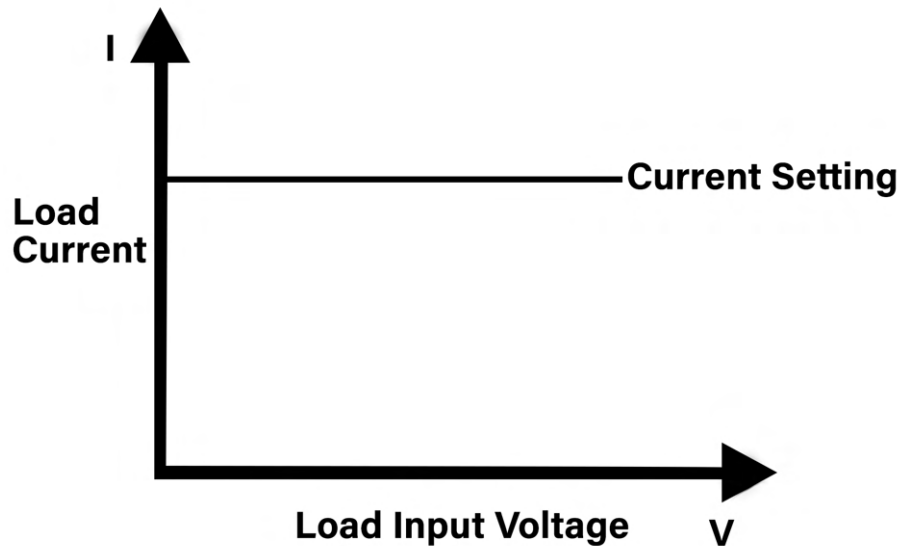 I
Current Setting
Load
Current
Load Input Voltage
V